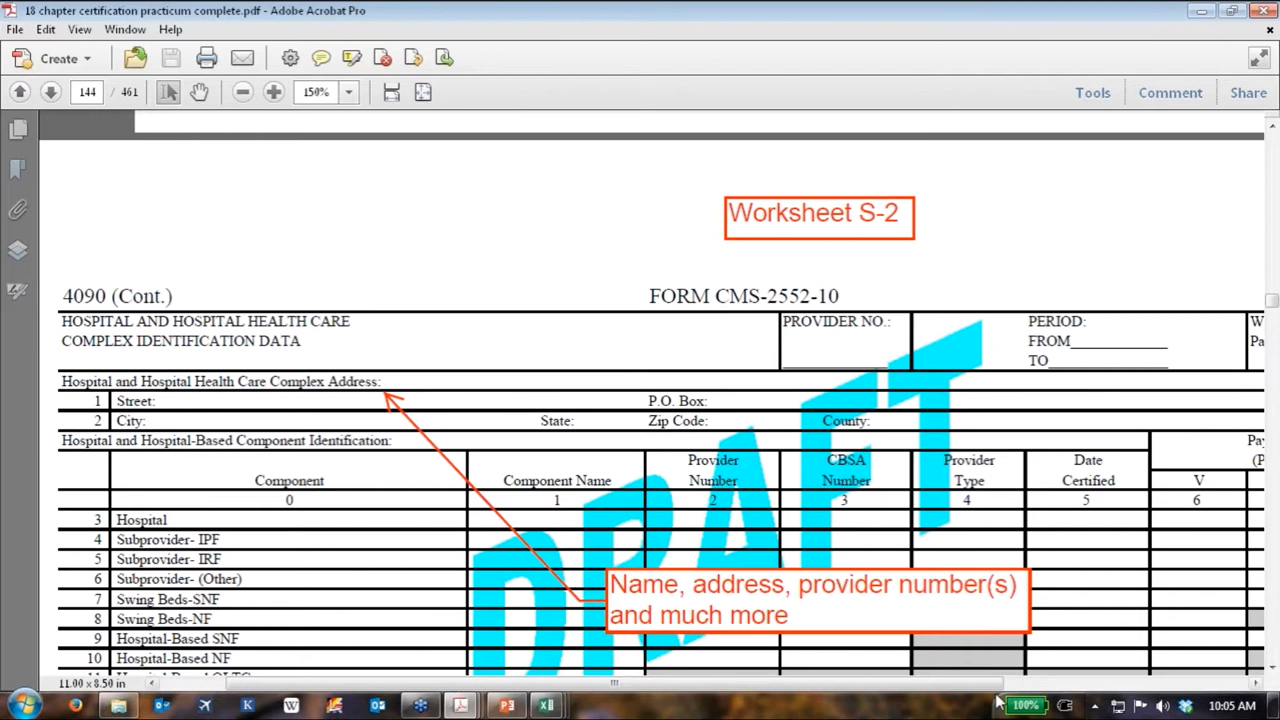 18 chapter certification practicum complete.pdf - Adobe Acrobat Pro
File Edit View Window Help
Create
144 / 461 150% Tools Comment Share
Worksheet S-2
4090 (Cont.) FORM CMS-2552-10
HOSPITAL AND HOSPITAL HEALTH CARE PROVIDER NO.: PERIOD: W
COMPLEX IDENTIFICATION DATA FROM____________ Pa
TO____________
Hospital and Hospital Health Care Complex Address:
1 Street: P.O. Box:
2 City: State: Zip Code: County:
Hospital and Hospital-Based Component Identification: Pay
Provider CBSA Provider Date (P
Component Component Name Number Number Type Certified V
0 1 2 3 4 5 6
3 Hospital
4 Subprovider- IPF
5 Subprovider- IRF
6 Subprovider- (Other)
7 Swing Beds-SNF
8 Swing Beds-NF
9 Hospital-Based SNF
10 Hospital-Based NF
DRAFT
Name, address, provider number(s)
and much more
11.00 x 8.50 in
100% 10:05 AM